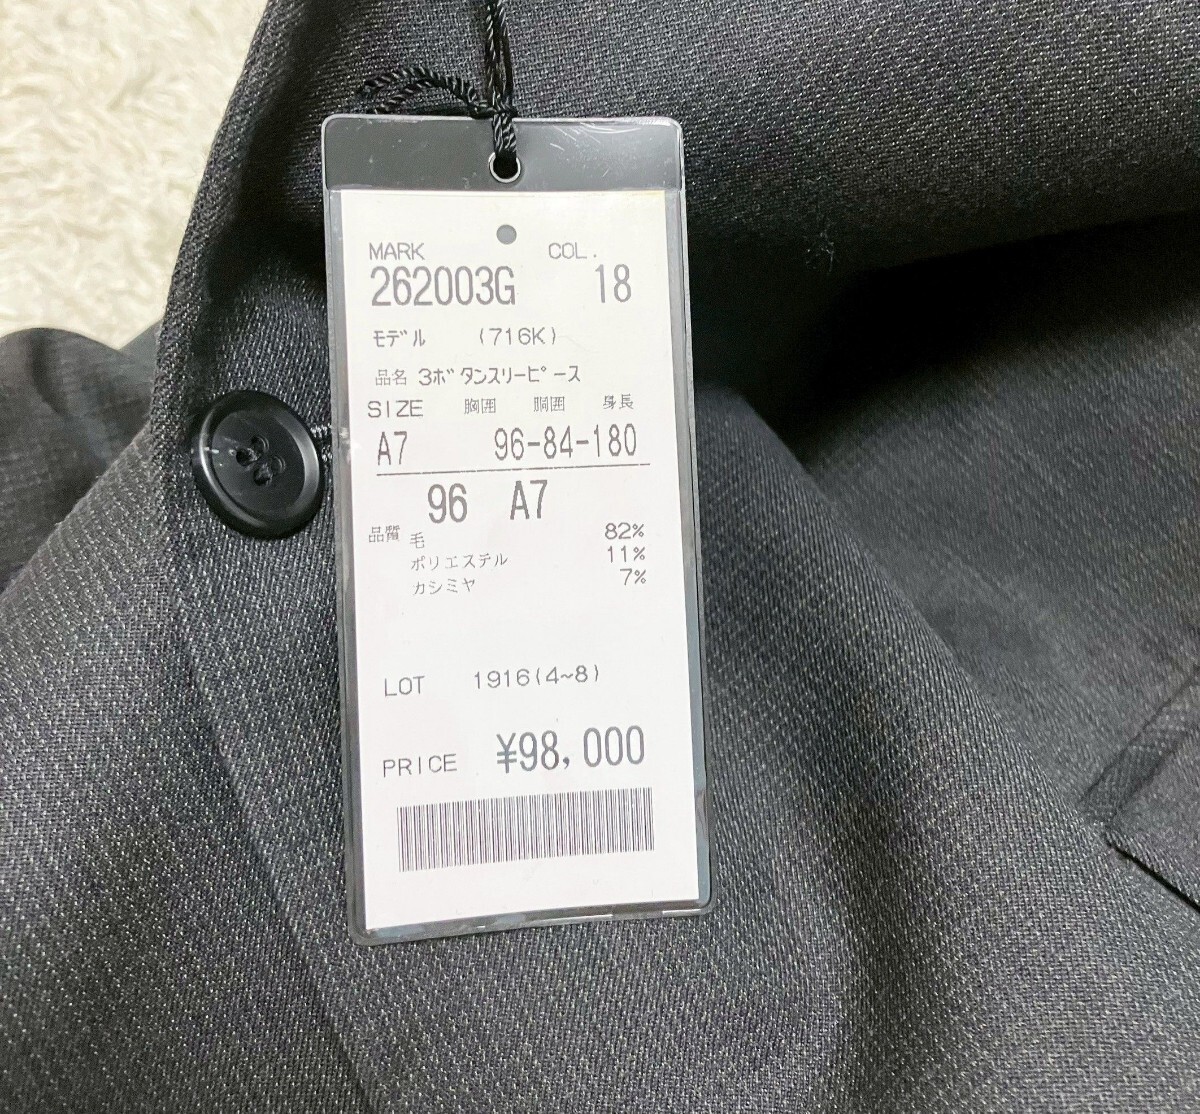 MARK COL.
262003G 18
ﾓﾃﾞﾙ (716K)
品名 3ﾎﾞﾀﾝスリーピース
SIZE 胸囲 胴囲 身長
A7 96-84-180
96 A7
品質 毛 82%
ポリエステル 11%
カシミヤ 7%
LOT 1916(4~8)
PRICE ¥98,000